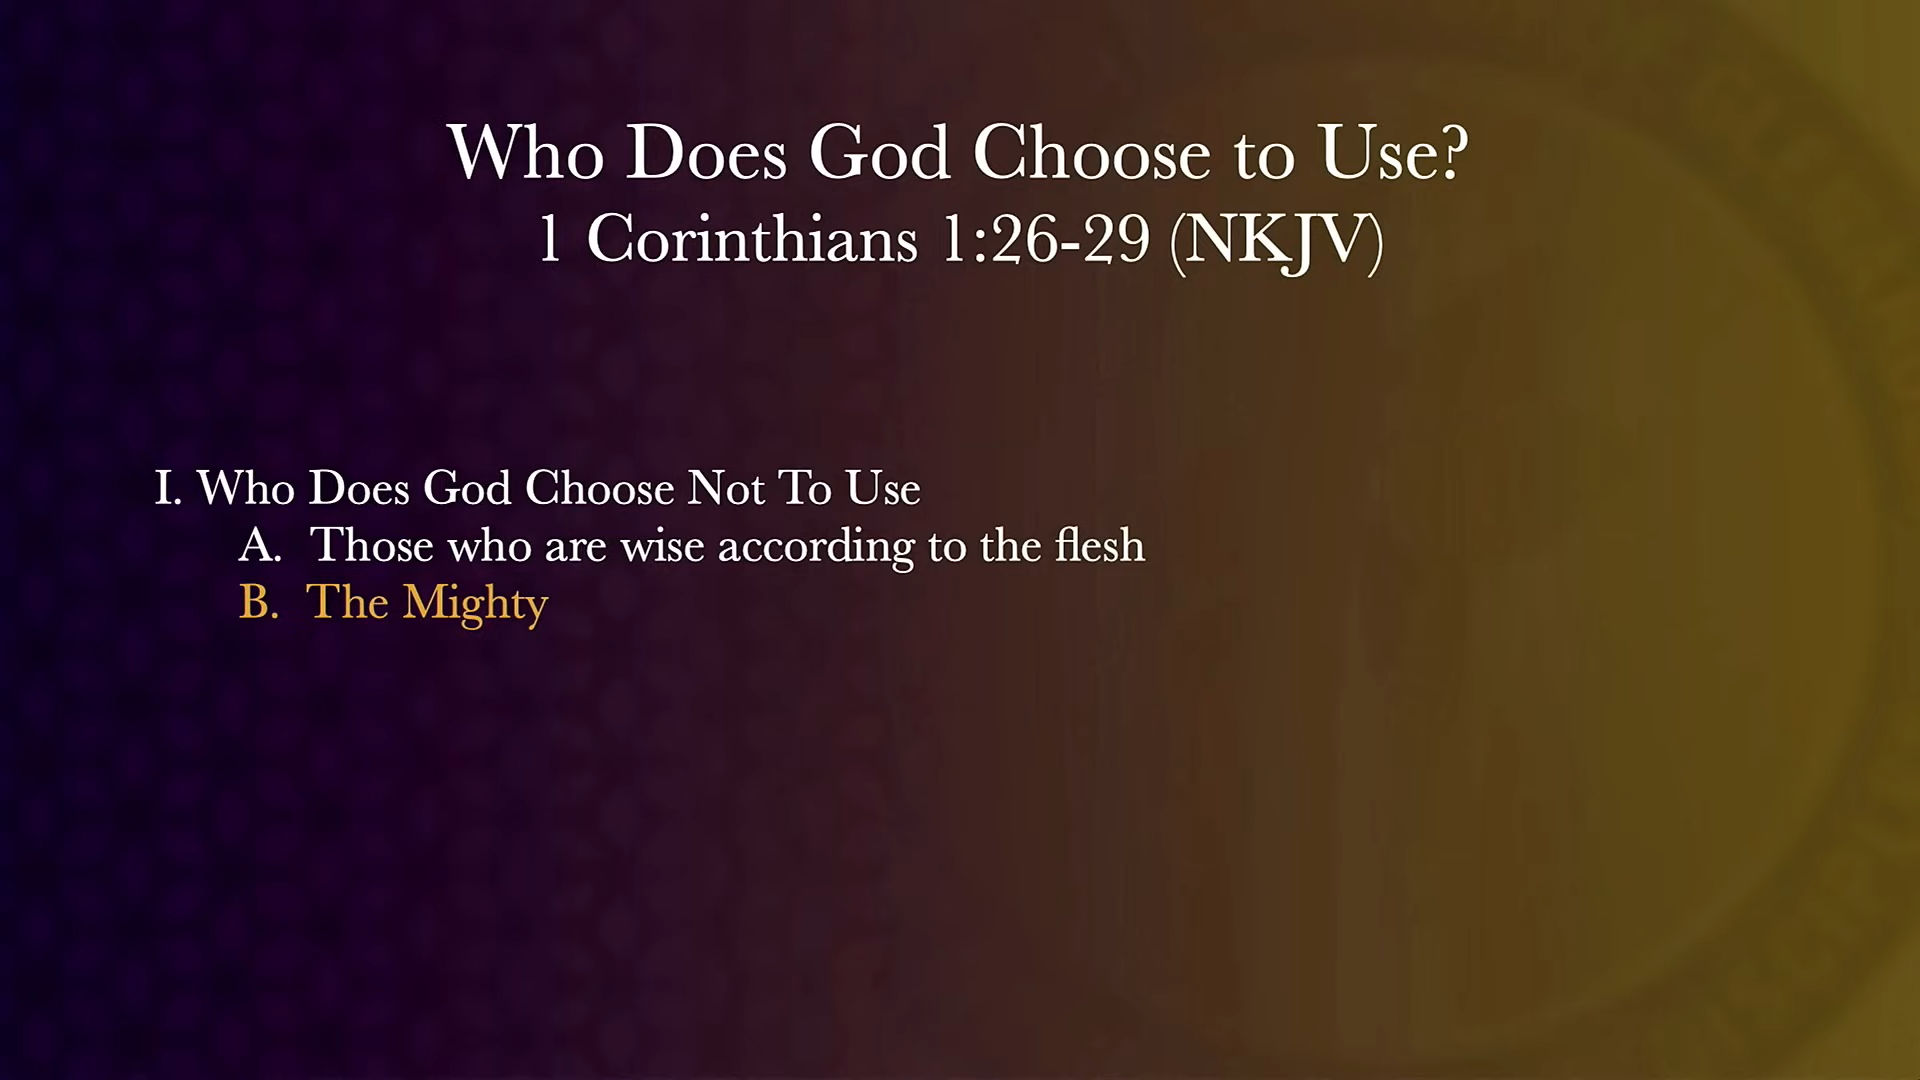 Who Does God Choose to Use?
1 Corinthians 1:26-29 (NKJV)
I. Who Does God Choose Not To Use
A. Those who are wise according to the flesh
B. The Mighty